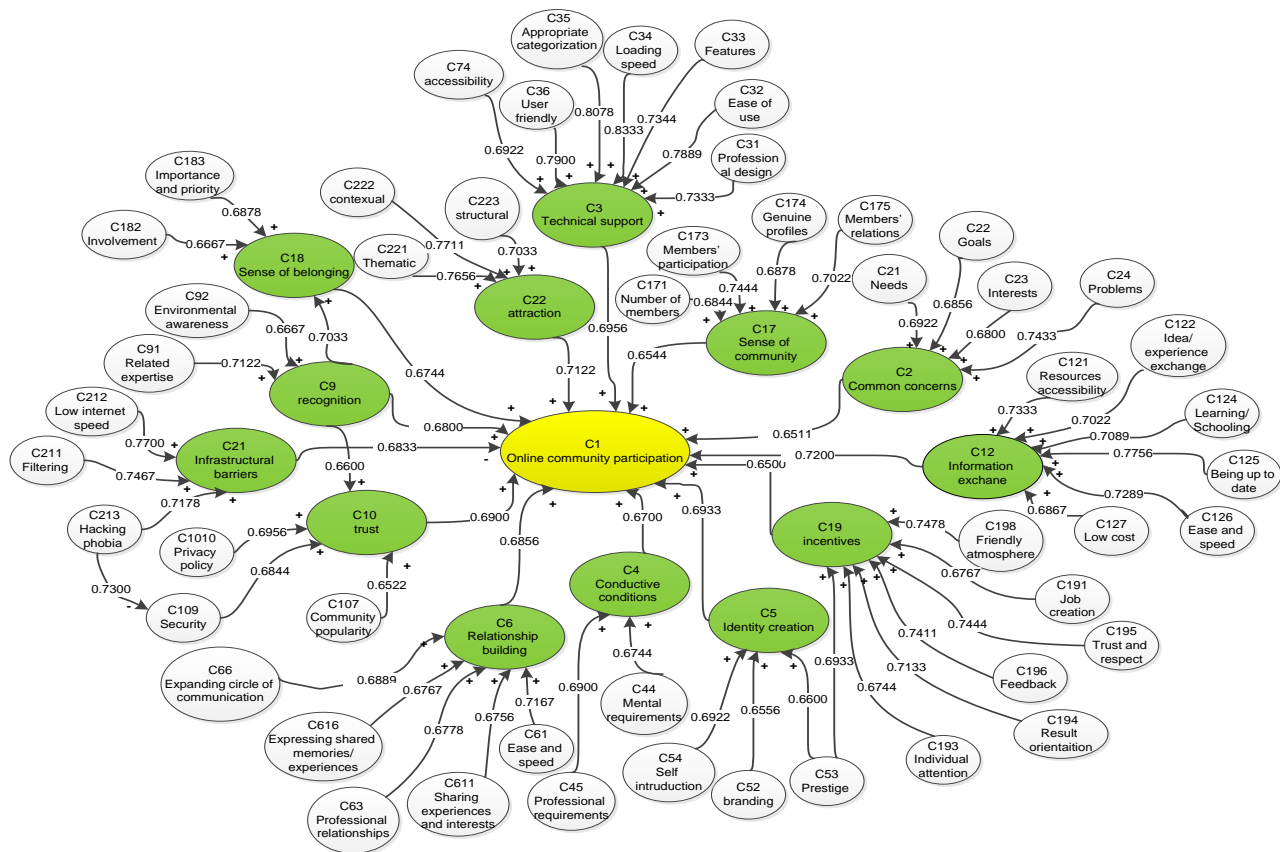 C35
Appropriate
categorization
C34
Loading
speed
C33
Features
C74
accessibility
C36
User
friendly
C32
Ease of
use
C31
Profession
al design
0.6922
0.7900
0.8078
0.8333
0.7344
0.7889
0.7333
C3
Technical support
C183
Importance
and priority
C182
Involvement
0.6878
0.6667
C18
Sense of belonging
C222
contexual
C223
structural
C221
Thematic
0.7711
0.7033
0.7656
C22
attraction
C174
Genuine
profiles
C175
Members'
relations
C173
Members'
participation
C171
Number of
members
0.6878
0.7022
0.7444
0.6844
C17
Sense of
community
C22
Goals
C21
Needs
C23
Interests
C24
Problems
0.6922
0.6856
0.6800
0.7433
C2
Common concerns
C92
Environmental
awareness
C91
Related
expertise
0.6667
0.7122
0.7033
C9
recognition
0.6744
0.7122
0.6956
0.6544
0.6800
0.6511
C122
Idea/
experience
exchange
C121
Resources
accessibility
C124
Learning/
Schooling
C125
Being up to
date
C126
Ease and
speed
C127
Low cost
0.7333
0.7022
0.7089
0.7756
0.7289
0.6867
C12
Information
exchane
0.7200
C212
Low internet
speed
C211
Filtering
C213
Hacking
phobia
0.7700
0.7467
0.7178
C21
Infrastructural
barriers
0.6833
0.6600
C1
Online community participation
0.6500
C10
trust
0.6900
C1010
Privacy
policy
0.6956
0.6844
0.7300
C109
Security
C107
Community
popularity
0.6522
0.6856
0.6700
0.6933
C4
Conductive
conditions
C5
Identity creation
C6
Relationship
building
C19
incentives
0.7478
C198
Friendly
atmosphere
0.6767
C191
Job
creation
0.7444
C195
Trust and
respect
0.7411
C196
Feedback
0.7133
C194
Result
orientaition
0.6744
C193
Individual
attention
0.6933
C66
Expanding circle of
communication
0.6889
C616
Expressing shared
memories/
experiences
0.6767
C63
Professional
relationships
0.6778
C611
Sharing
experiences
and interests
0.6756
C61
Ease and
speed
0.7167
C45
Professional
requirements
0.6900
C44
Mental
requirements
0.6744
C54
Self
intruduction
0.6922
C52
branding
0.6556
C53
Prestige
0.6600